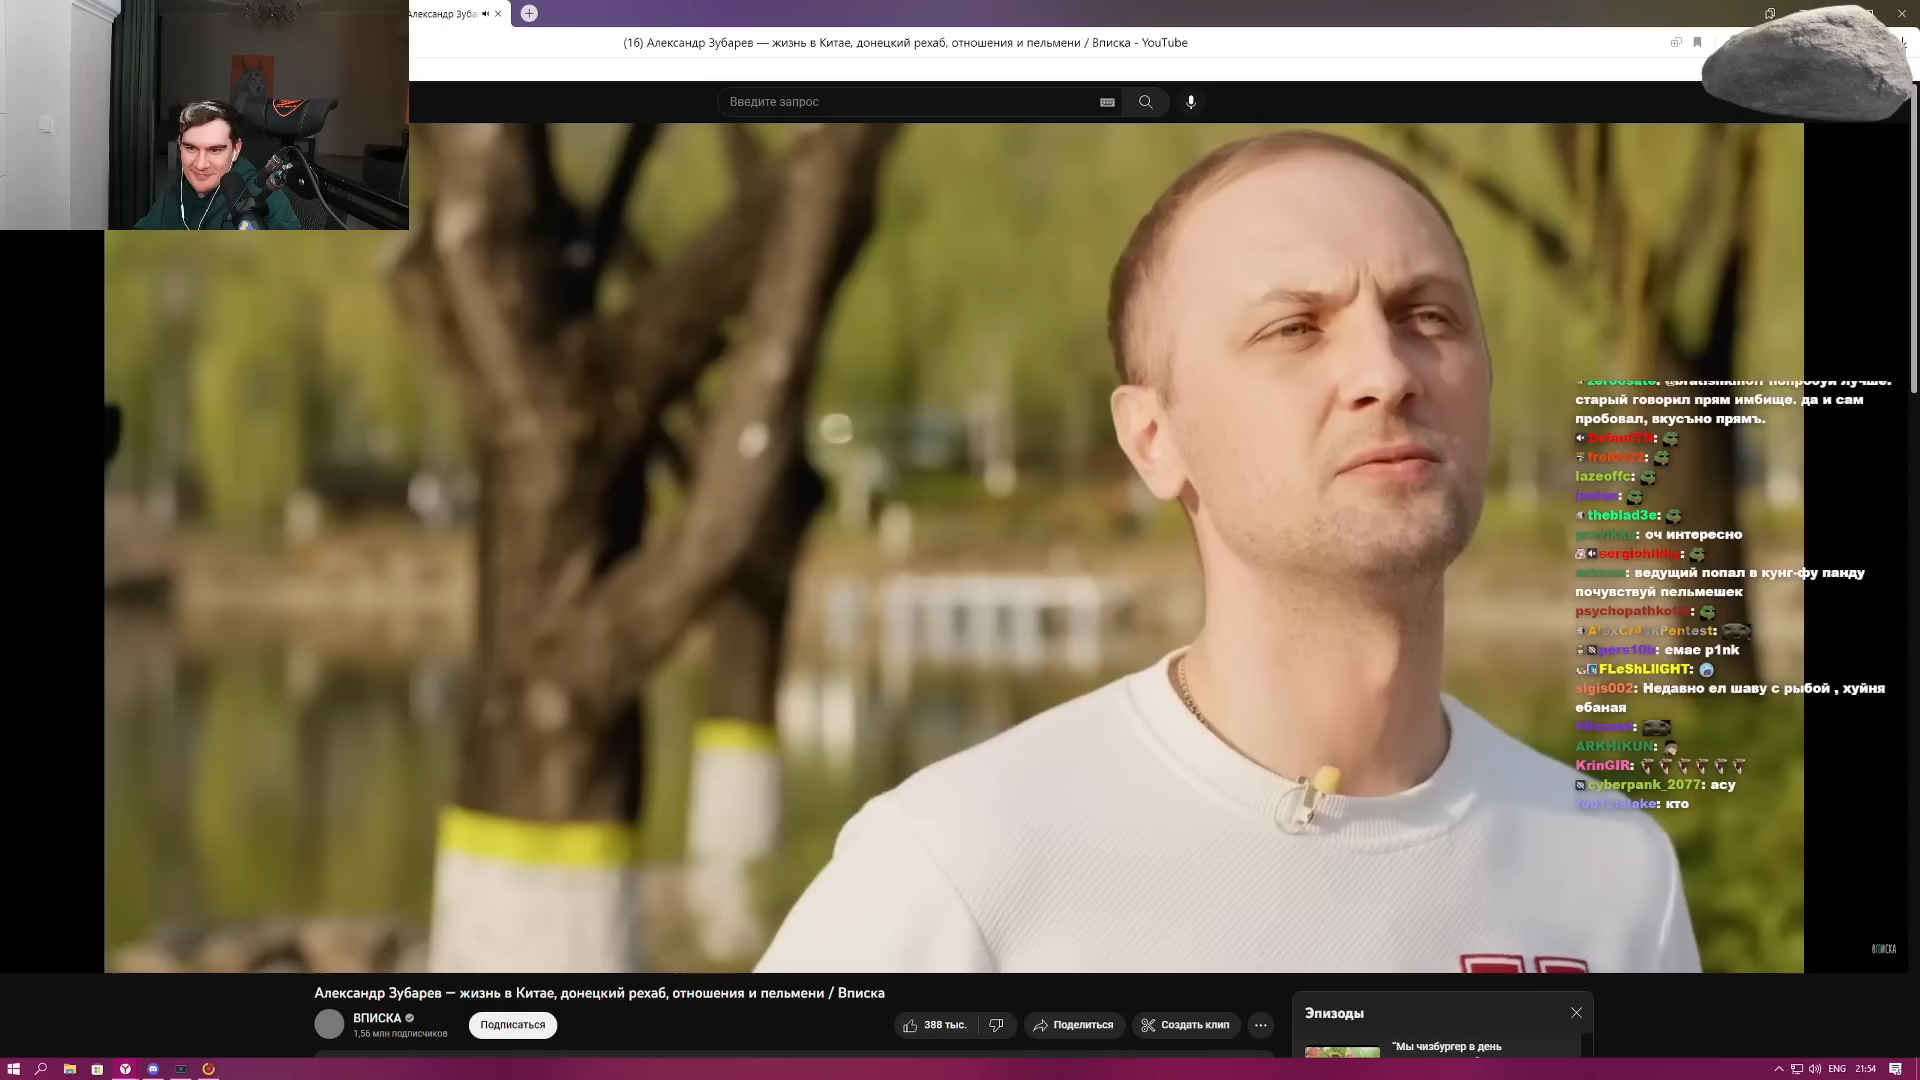 Александр Зуба
(16) Александр Зубарев — жизнь в Китае, донецкий рехаб, отношения и пельмени / Вписка - YouTube
Введите запрос
старый говорил прям имбище. да и сам
пробовал, вкусъно прямъ.
lazeoffc:
theblad3e:
: оч интересно
sergiohikky:
: ведущий попал в кунг-фу панду
почувствуй пельмешек
AlexCrackPentest:
pers10b: емае p1nk
FLeShLIIGHT:
sigis002: Недавно ел шаву с рыбой , хуйня
ебаная
ARKHIKUN:
KrinGIR:
cyberpank_2077: асу
: кто
ВПИСКА
Александр Зубарев — жизнь в Китае, донецкий рехаб, отношения и пельмени / Вписка
ВПИСКА
1,56 млн подписчиков
Подписаться
388 тыс.
Поделиться
Создать клип
Эпизоды
"Мы чизбургер в день
ENG
21:54